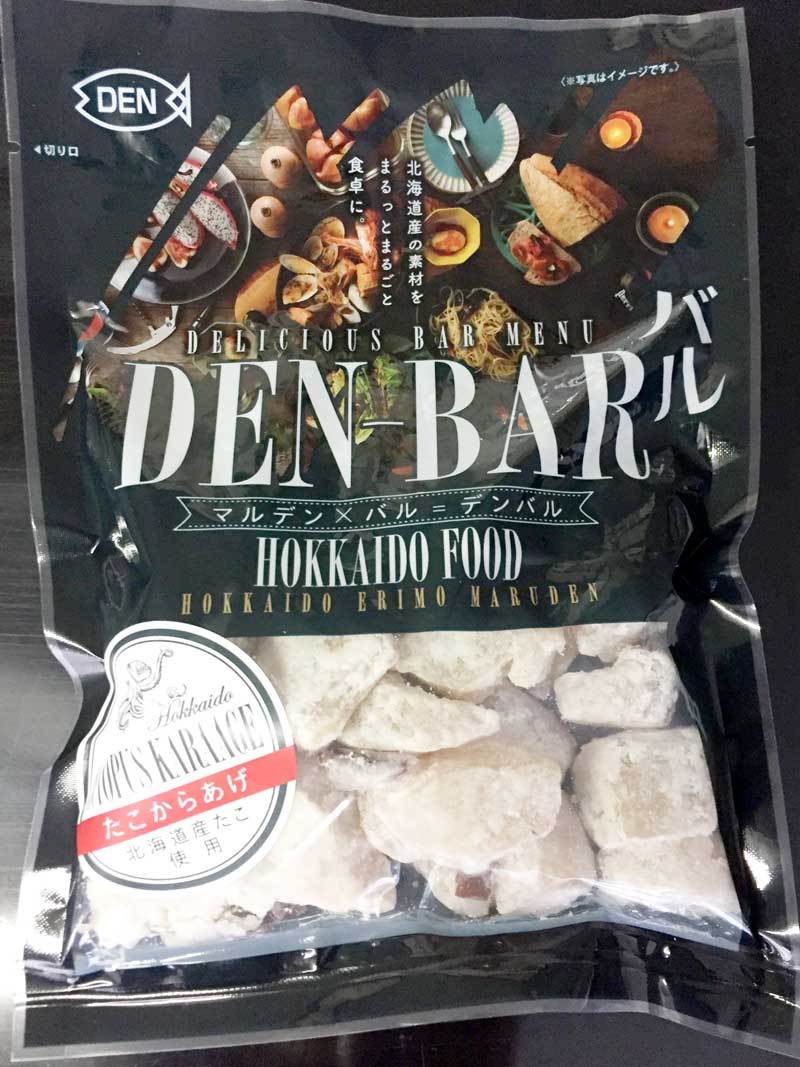 DEN
〈※写真はイメージです。〉
◀切り口
北海道産の素材を
まるっとまるごと
食卓に。
DELICIOUS BAR MENU
DEN-BAR
バル
マルデン×バル=デンバル
HOKKAIDO FOOD
HOKKAIDO ERIMO MARUDEN
Hokkaido
TOPUS KARAAGE
たこからあげ
北海道産たこ
使用